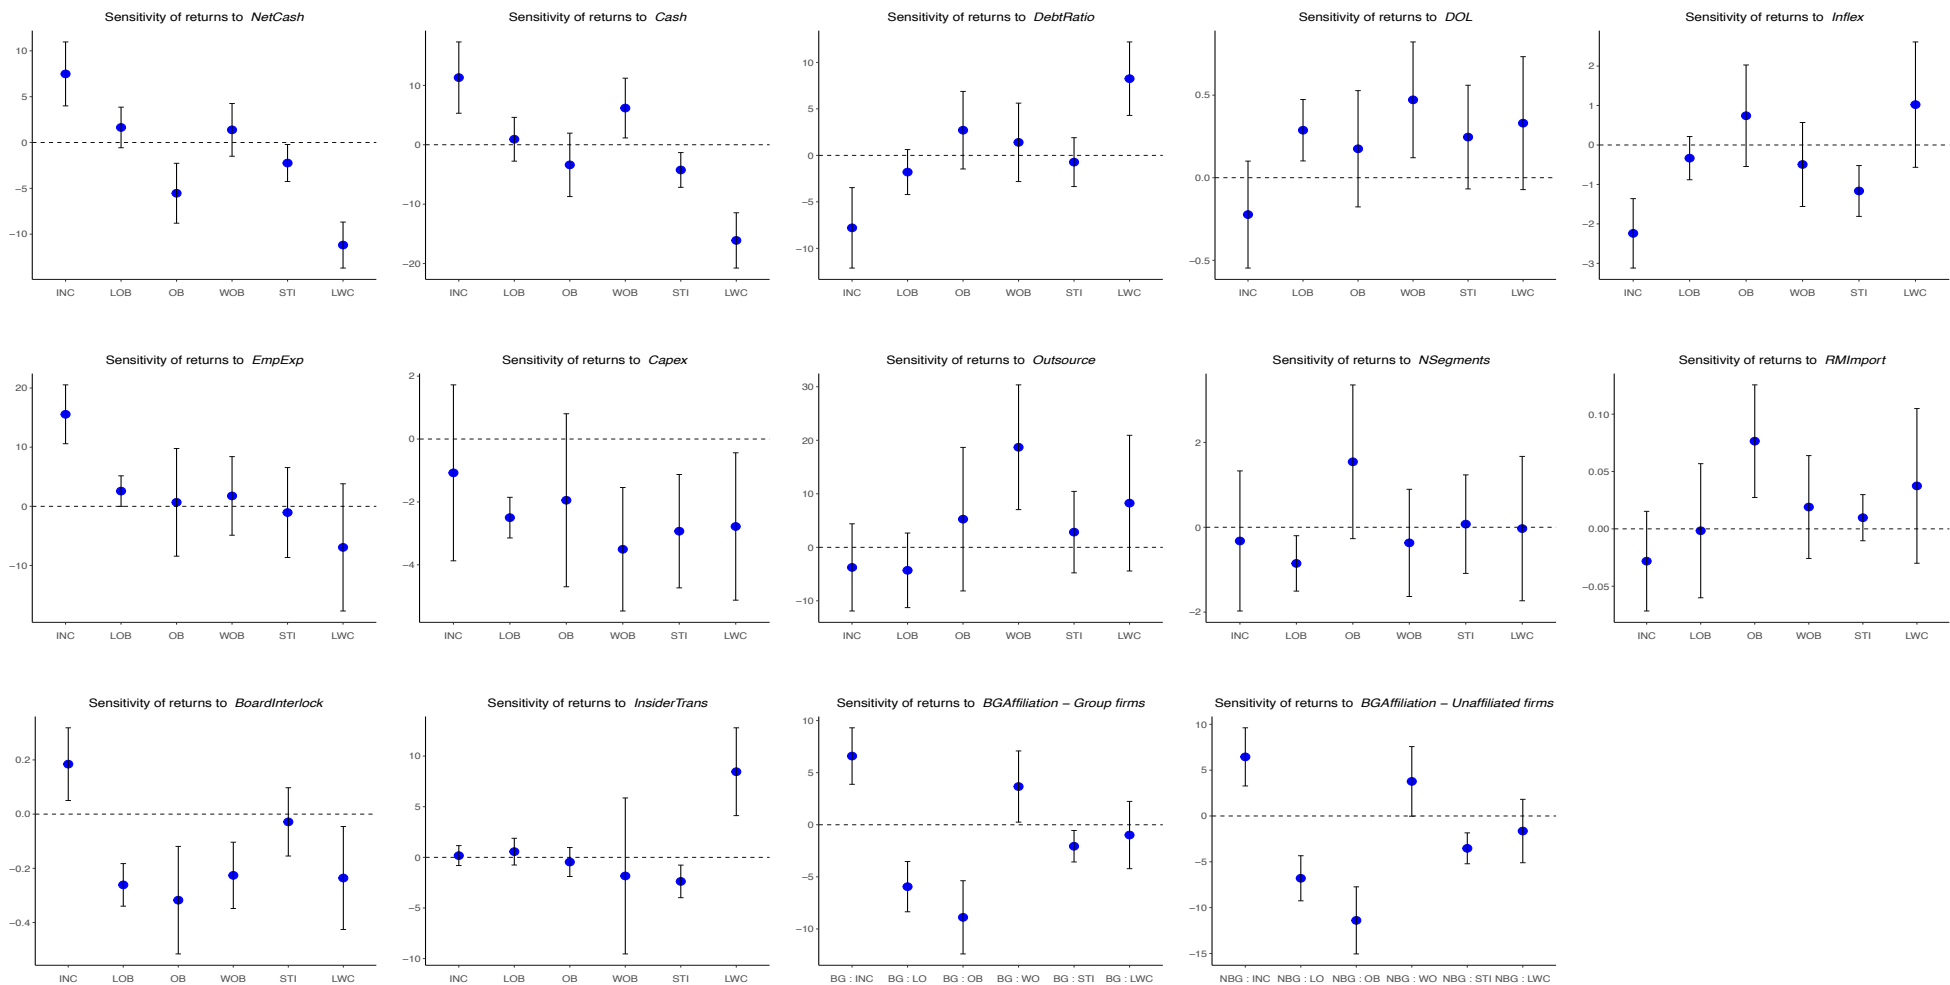 Sensitivity of returns to NetCash
10
5
0
−5
−10
INC LOB OB WOB STI LWC
Sensitivity of returns to Cash
10
0
−10
−20
INC LOB OB WOB STI LWC
Sensitivity of returns to DebtRatio
10
5
0
−5
−10
INC LOB OB WOB STI LWC
Sensitivity of returns to DOL
0.5
0.0
−0.5
INC LOB OB WOB STI LWC
Sensitivity of returns to Inflex
2
1
0
−1
−2
−3
INC LOB OB WOB STI LWC
Sensitivity of returns to EmpExp
20
10
0
−10
INC LOB OB WOB STI LWC
Sensitivity of returns to Capex
2
0
−2
−4
INC LOB OB WOB STI LWC
Sensitivity of returns to Outsource
30
20
10
0
−10
INC LOB OB WOB STI LWC
Sensitivity of returns to NSegments
2
0
−2
INC LOB OB WOB STI LWC
Sensitivity of returns to RMImport
0.10
0.05
0.00
−0.05
INC LOB OB WOB STI LWC
Sensitivity of returns to BoardInterlock
0.2
0.0
−0.2
−0.4
INC LOB OB WOB STI LWC
Sensitivity of returns to InsiderTrans
10
5
0
−5
−10
INC LOB OB WOB STI LWC
Sensitivity of returns to BGAffiliation − Group firms
10
5
0
−5
−10
BG : INC BG : LO BG : OB BG : WO BG : STI BG : LWC
Sensitivity of returns to BGAffiliation − Unaffiliated firms
10
5
0
−5
−10
−15
NBG : INC NBG : LO NBG : OB NBG : WO NBG : STI NBG : LWC